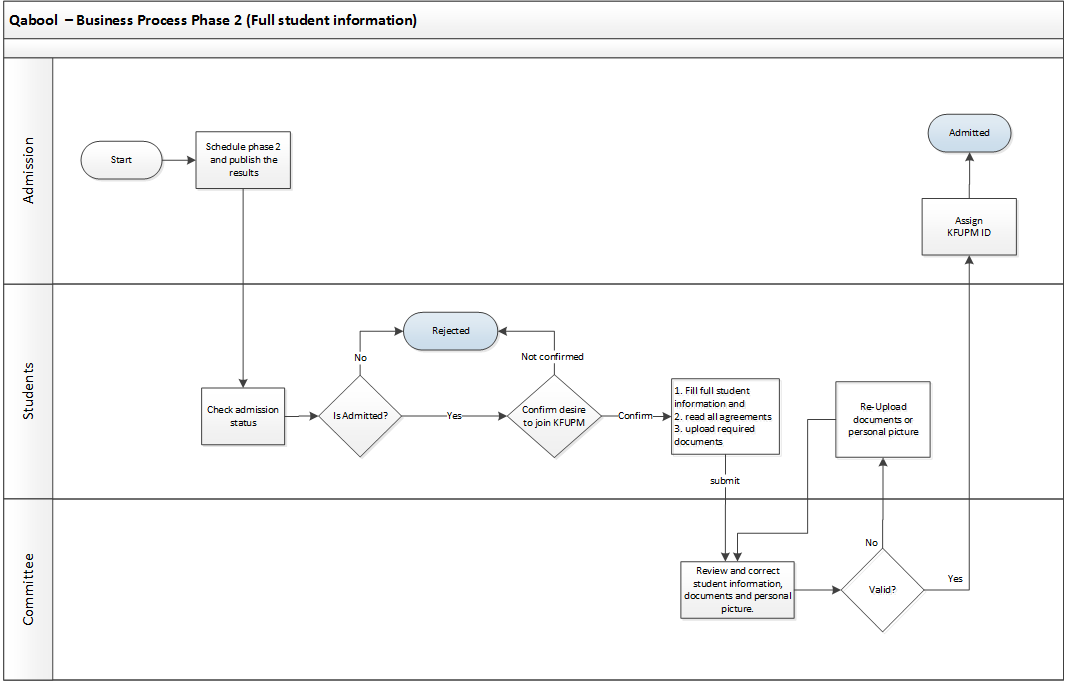 Qabool – Business Process Phase 2 (Full student information)
Admission
Start
Schedule phase 2
and publish the
results
Admitted
Assign
KFUPM ID
Students
Rejected
No
Not confirmed
Check admission
status
Is Admitted?
Yes
Confirm desire
to join KFUPM
Confirm
1. Fill full student
information and
2. read all agreements
3. upload required
documents
Re-Upload
documents or
personal picture
submit
Committee
Review and correct
student information,
documents and personal
picture.
No
Valid?
Yes